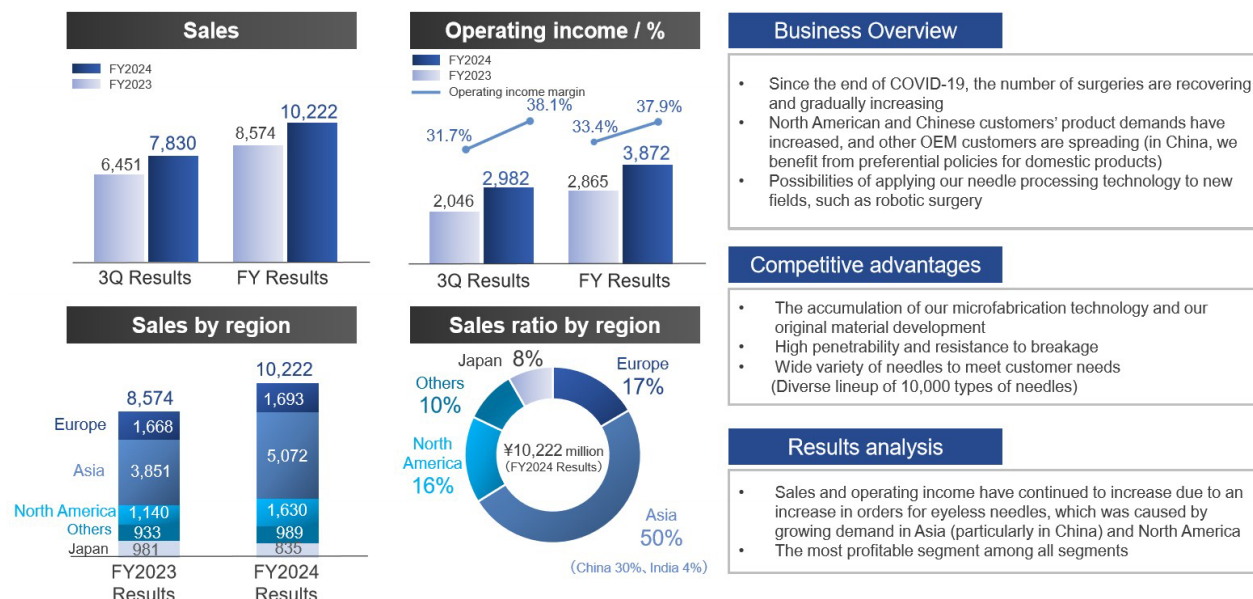 Sales
FY2024
FY2023
6,451
7,830
8,574
10,222
3Q Results
FY Results
Operating income / %
FY2024
FY2023
Operating income margin
31.7%
38.1%
33.4%
37.9%
2,046
2,982
2,865
3,872
3Q Results
FY Results
Sales by region
8,574
10,222
Europe
1,668
1,693
Asia
3,851
5,072
North America
1,140
1,630
Others
933
989
Japan
981
835
FY2023
Results
FY2024
Results
Sales ratio by region
Japan 8%
Europe
17%
Others
10%
North
America
16%
¥10,222 million
(FY2024 Results)
Asia
50%
(China 30%、India 4%)
Business Overview
• Since the end of COVID-19, the number of surgeries are recovering
and gradually increasing
• North American and Chinese customers' product demands have
increased, and other OEM customers are spreading (in China, we
benefit from preferential policies for domestic products)
• Possibilities of applying our needle processing technology to new
fields, such as robotic surgery
Competitive advantages
• The accumulation of our microfabrication technology and our
original material development
• High penetrability and resistance to breakage
• Wide variety of needles to meet customer needs
(Diverse lineup of 10,000 types of needles)
Results analysis
• Sales and operating income have continued to increase due to an
increase in orders for eyeless needles, which was caused by
growing demand in Asia (particularly in China) and North America
• The most profitable segment among all segments